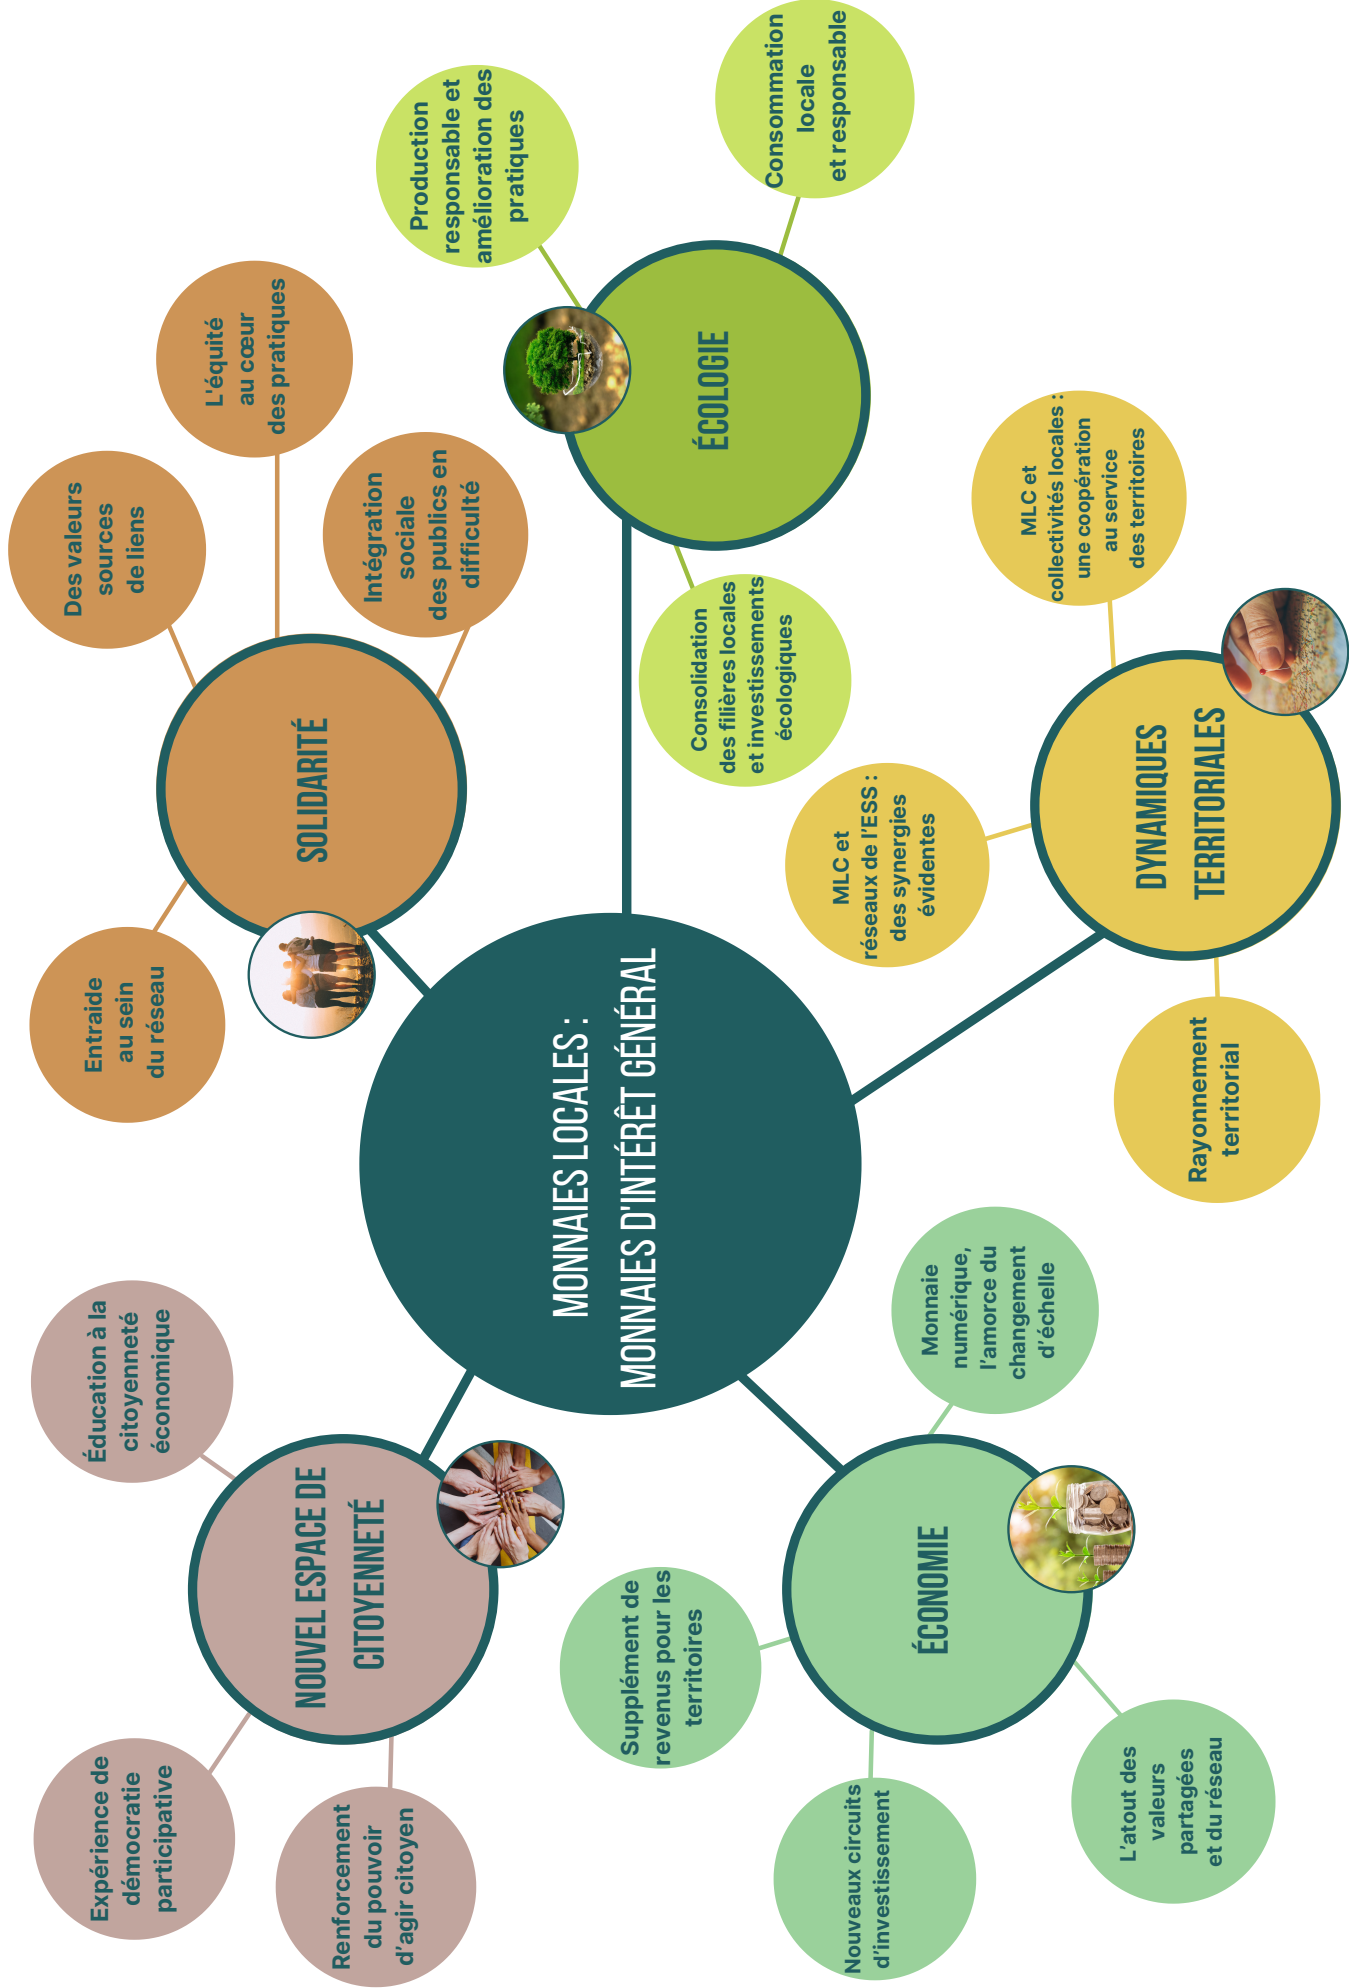 MONNAIES LOCALES :
MONNAIES D'INTÉRÊT GÉNÉRAL
NOUVEL ESPACE DE
CITOYENNETÉ
Expérience de
démocratie
participative
Éducation à la
citoyenneté
économique
Renforcement
du pouvoir
d'agir citoyen
SOLIDARITÉ
Entraide
au sein
du réseau
Des valeurs
sources
de liens
L'équité
au cœur
des pratiques
Intégration
sociale
des publics en
difficulté
ÉCOLOGIE
Production
responsable et
amélioration des
pratiques
Consommation
locale
et responsable
Consolidation
des filières locales
et investissements
écologiques
DYNAMIQUES
TERRITORIALES
MLC et
réseaux de l'ESS :
des synergies
évidentes
MLC et
collectivités locales :
une coopération
au service
des territoires
Rayonnement
territorial
ÉCONOMIE
Supplément de
revenus pour les
territoires
Nouveaux circuits
d'investissement
L'atout des
valeurs
partagées
et du réseau
Monnaie
numérique,
l'amorce du
changement
d'échelle